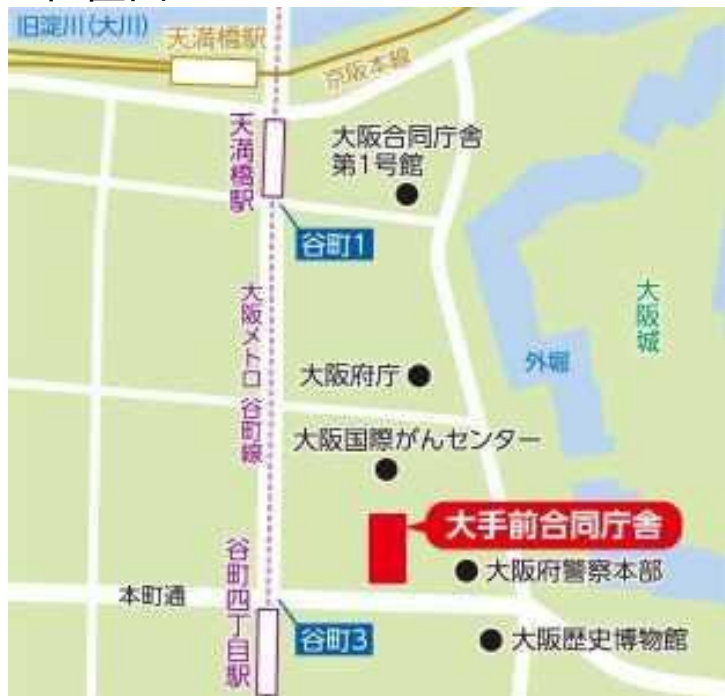 旧淀川(大川)
天満橋駅
京阪本線
天満橋駅
大阪合同庁舎
第1号館
谷町1
大阪メトロ 谷町線
大阪城
外堀
大阪府庁
大阪国際がんセンター
大手前合同庁舎
谷町四丁目駅
大阪府警察本部
本町通
谷町3
大阪歴史博物館